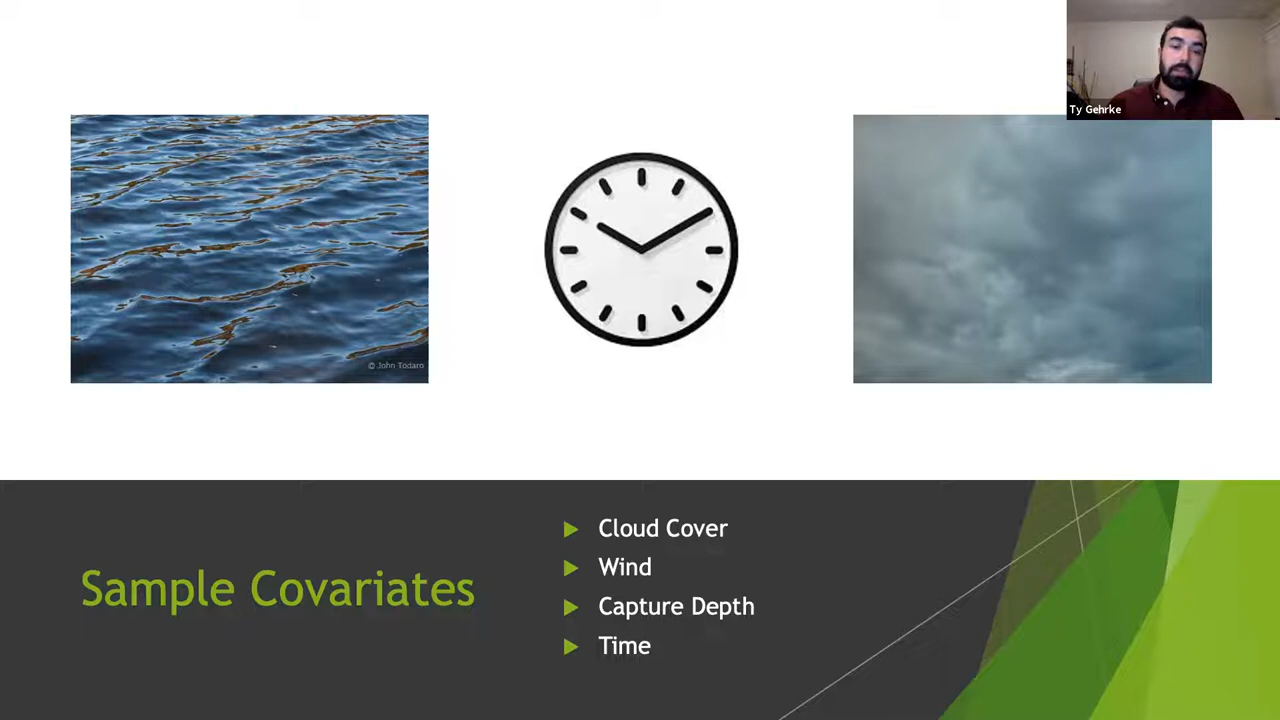 Ty Gehrke
© John Todaro
Sample Covariates
Cloud Cover
Wind
Capture Depth
Time